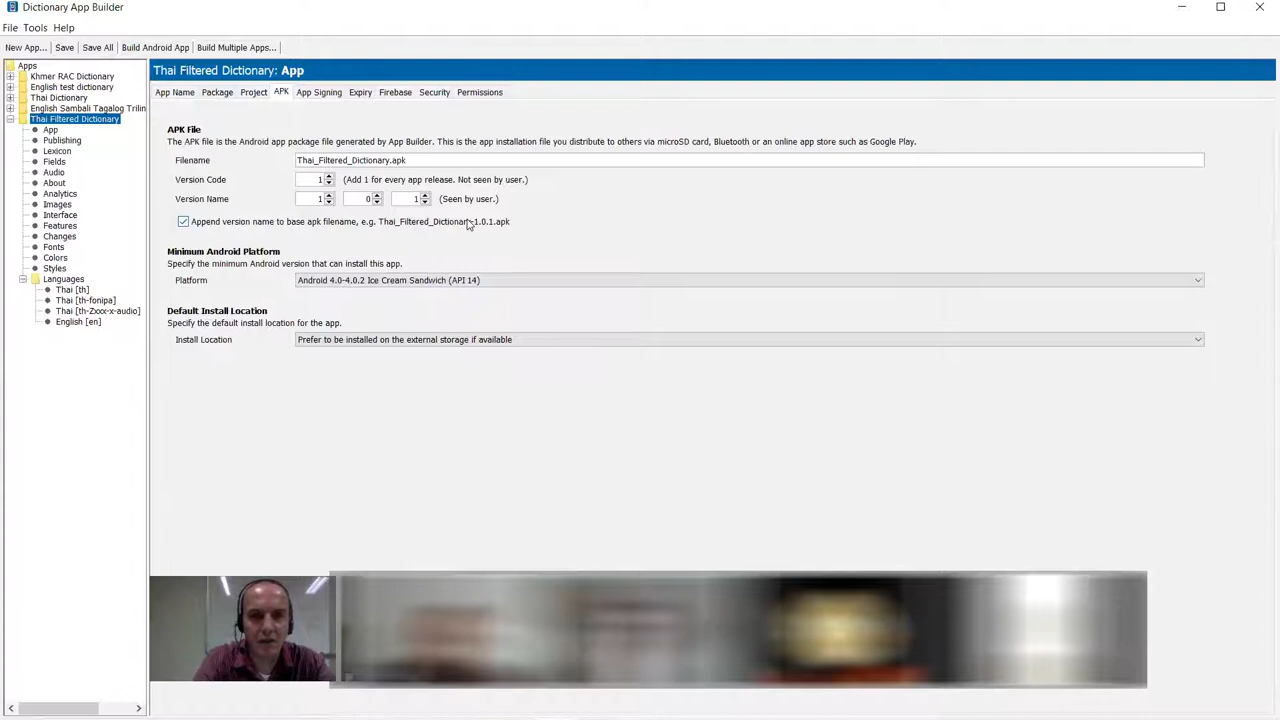 Dictionary App Builder
File Tools Help
New App... Save Save All Build Android App Build Multiple Apps...
Apps
Khmer RAC Dictionary
English test dictionary
Thai Dictionary
English Sambali Tagalog Trilin
Thai Filtered Dictionary
App
Publishing
Lexicon
Fields
Audio
About
Analytics
Images
Interface
Features
Changes
Fonts
Colors
Styles
Languages
Thai [th]
Thai [th-fonipa]
Thai [th-Zxxx-x-audio]
English [en]
Thai Filtered Dictionary: App
App Name Package Project APK App Signing Expiry Firebase Security Permissions
APK File
The APK file is the Android app package file generated by App Builder. This is the app installation file you distribute to others via microSD card, Bluetooth or an online app store such as Google Play.
Filename Thai_Filtered_Dictionary.apk
Version Code 1 (Add 1 for every app release. Not seen by user.)
Version Name 1 0 1 (Seen by user.)
Append version name to base apk filename, e.g. Thai_Filtered_Dictionary-1.0.1.apk
Minimum Android Platform
Specify the minimum Android version that can install this app.
Platform Android 4.0-4.0.2 Ice Cream Sandwich (API 14)
Default Install Location
Specify the default install location for the app.
Install Location Prefer to be installed on the external storage if available